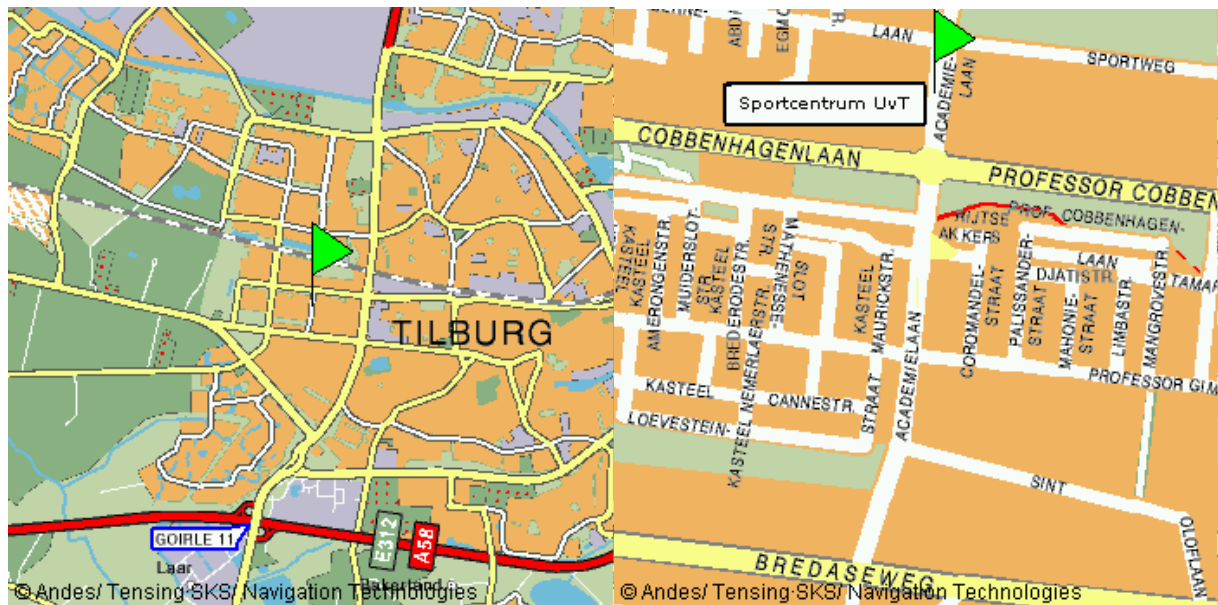 TILBURG
GOIRLE 11
Laar
E312
A58
© Andes/ Tensing·SKS/ Navigation Technologies
LAAN
SPORTWEG
ACADEMIE-
LAAN
Sportcentrum UvT
COBBENHAGENLAAN
PROFESSOR COBBEN
PROF. COBBENHAGEN-
LAAN
RIJTSE
AKKERS
DJATISTR.
TAMAR
KASTEEL
KASTEEL
AMERONGENSTR.
MUIDERSLOT-
STR.
KASTEEL
BREDERODESTR.
KASTEEL NEMERLAERSTR.
STR.
MATHENESSE-
SLOT
KASTEEL
MAURICKSTR.
STRAAT
ACADEMIELAAN
COROMANDEL-
STRAAT
PALISSANDER-
STRAAT
MAHONIE-
STRAAT
LIMBASTR.
MANGROVESTR.
PROFESSOR GIM
KASTEEL
CANNESTR.
LOEVESTEIN-
SINT
OLOFLAAN
BREDASEWEG
© Andes/ Tensing·SKS/ Navigation Technologies